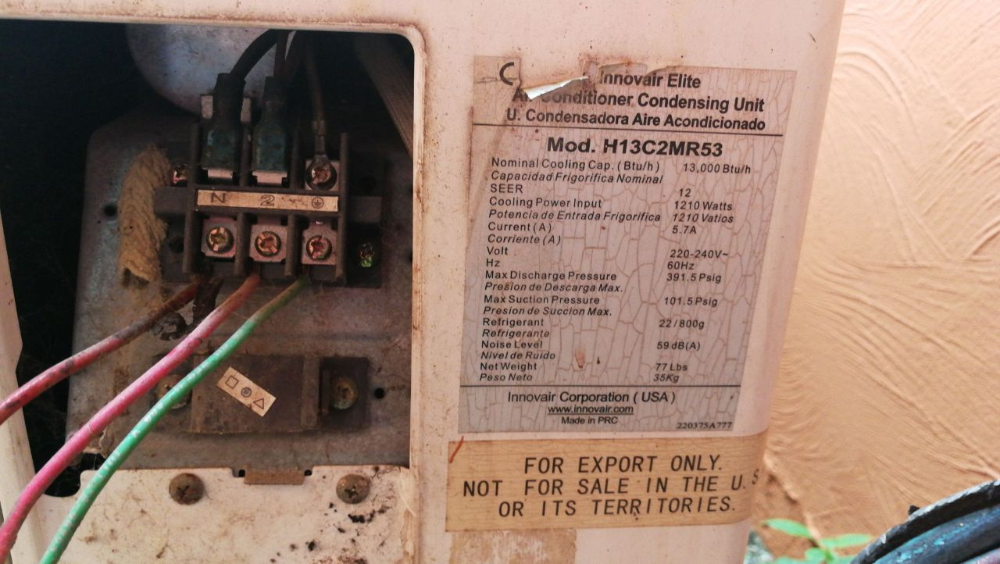 N 2
C
Innovair Elite
Conditioner Condensing Unit
U. Condensadora Aire Acondicionado
Mod. H13C2MR53
Nominal Cooling Cap. (Btu/h) 13,000 Btu/h
Capacidad Frigorifica Nominal
SEER 12
Cooling Power Input 1210 Watts
Potencia de Entrada Frigorifica 1210 Vatios
Current (A) 5.7A
Corriente (A)
Volt 220-240V~
Hz 60Hz
Max Discharge Pressure 391.5 Psig
Presion de Descarga Max.
Max Suction Pressure 101.5 Psig
Presion de Succion Max.
Refrigerant 22/800g
Refrigerante
Noise Level 59 dB(A)
Nivel de Ruido
Net Weight 77 Lbs
Peso Neto 35Kg
Innovair Corporation ( USA )
www.innovair.com
Made in PRC
220375A777
FOR EXPORT ONLY.
NOT FOR SALE IN THE U.S
OR ITS TERRITORIES.